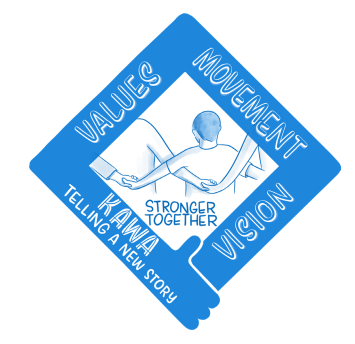 VALUES
MOVEMENT
STRONGER
TOGETHER
VISION
KAWA
TELLING A NEW STORY